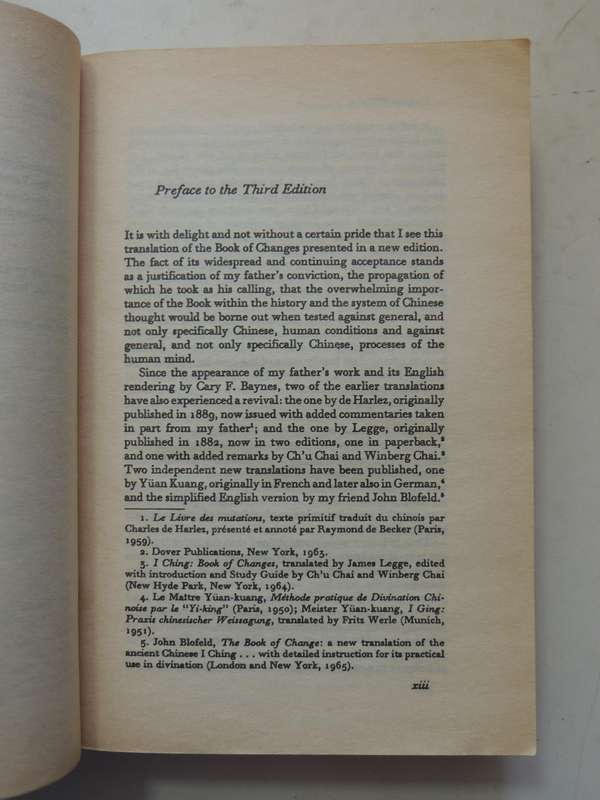 Preface to the Third Edition
It is with delight and not without a certain pride that I see this
translation of the Book of Changes presented in a new edition.
The fact of its widespread and continuing acceptance stands
as a justification of my father's conviction, the propagation of
which he took as his calling, that the overwhelming impor-
tance of the Book within the history and the system of Chinese
thought would be borne out when tested against general, and
not only specifically Chinese, human conditions and against
general, and not only specifically Chinese, processes of the
human mind.
Since the appearance of my father's work and its English
rendering by Cary F. Baynes, two of the earlier translations
have also experienced a revival: the one by de Harlez, originally
published in 1889, now issued with added commentaries taken
in part from my father¹; and the one by Legge, originally
published in 1882, now in two editions, one in paperback,²
and one with added remarks by Ch'u Chai and Winberg Chai.³
Two independent new translations have been published, one
by Yüan Kuang, originally in French and later also in German,⁴
and the simplified English version by my friend John Blofeld.⁵
1. Le Livre des mutations, texte primitif traduit du chinois par
Charles de Harles, présenté et annoté par Raymond de Becker (Paris,
1959).
2. Dover Publications, New York, 1963.
3. I Ching: Book of Changes, translated by James Legge, edited
with introduction and Study Guide by Ch'u Chai and Winberg Chai
(New Hyde Park, New York, 1964).
4. Le Maître Yüan-kuang, Méthode pratique de Divination Chi-
noise par le "Yi-king" (Paris, 1950); Meister Yüan-kuang, I Ging:
Praxis chinesischer Weissagung, translated by Fritz Werle (Munich,
1951).
5. John Blofeld, The Book of Change: a new translation of the
ancient Chinese I Ching . . . with detailed instruction for its practical
use in divination (London and New York, 1965).
xiii